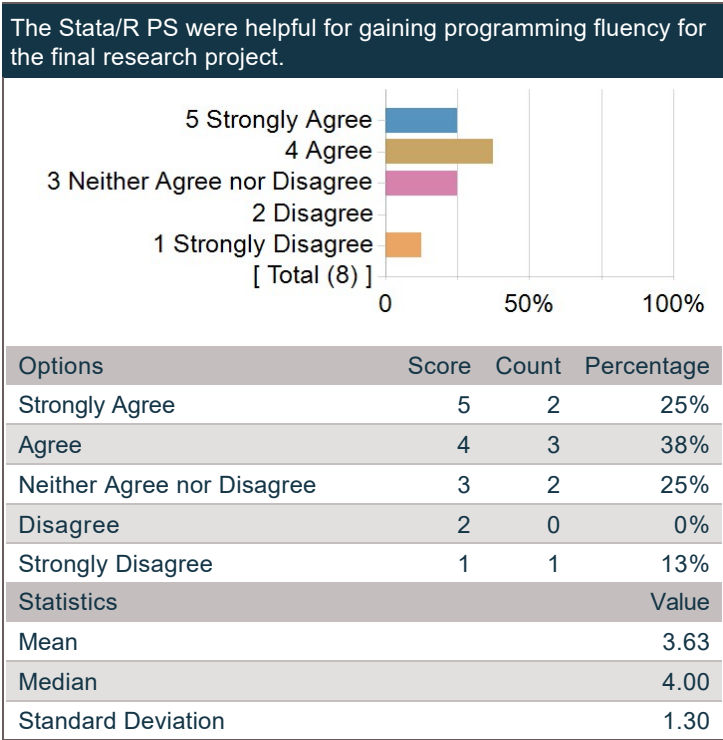 The Stata/R PS were helpful for gaining programming fluency for
the final research project.
5 Strongly Agree
4 Agree
3 Neither Agree nor Disagree
2 Disagree
1 Strongly Disagree
[ Total (8) ]
0 50% 100%
Options Score Count Percentage
Strongly Agree 5 2 25%
Agree 4 3 38%
Neither Agree nor Disagree 3 2 25%
Disagree 2 0 0%
Strongly Disagree 1 1 13%
Statistics Value
Mean 3.63
Median 4.00
Standard Deviation 1.30